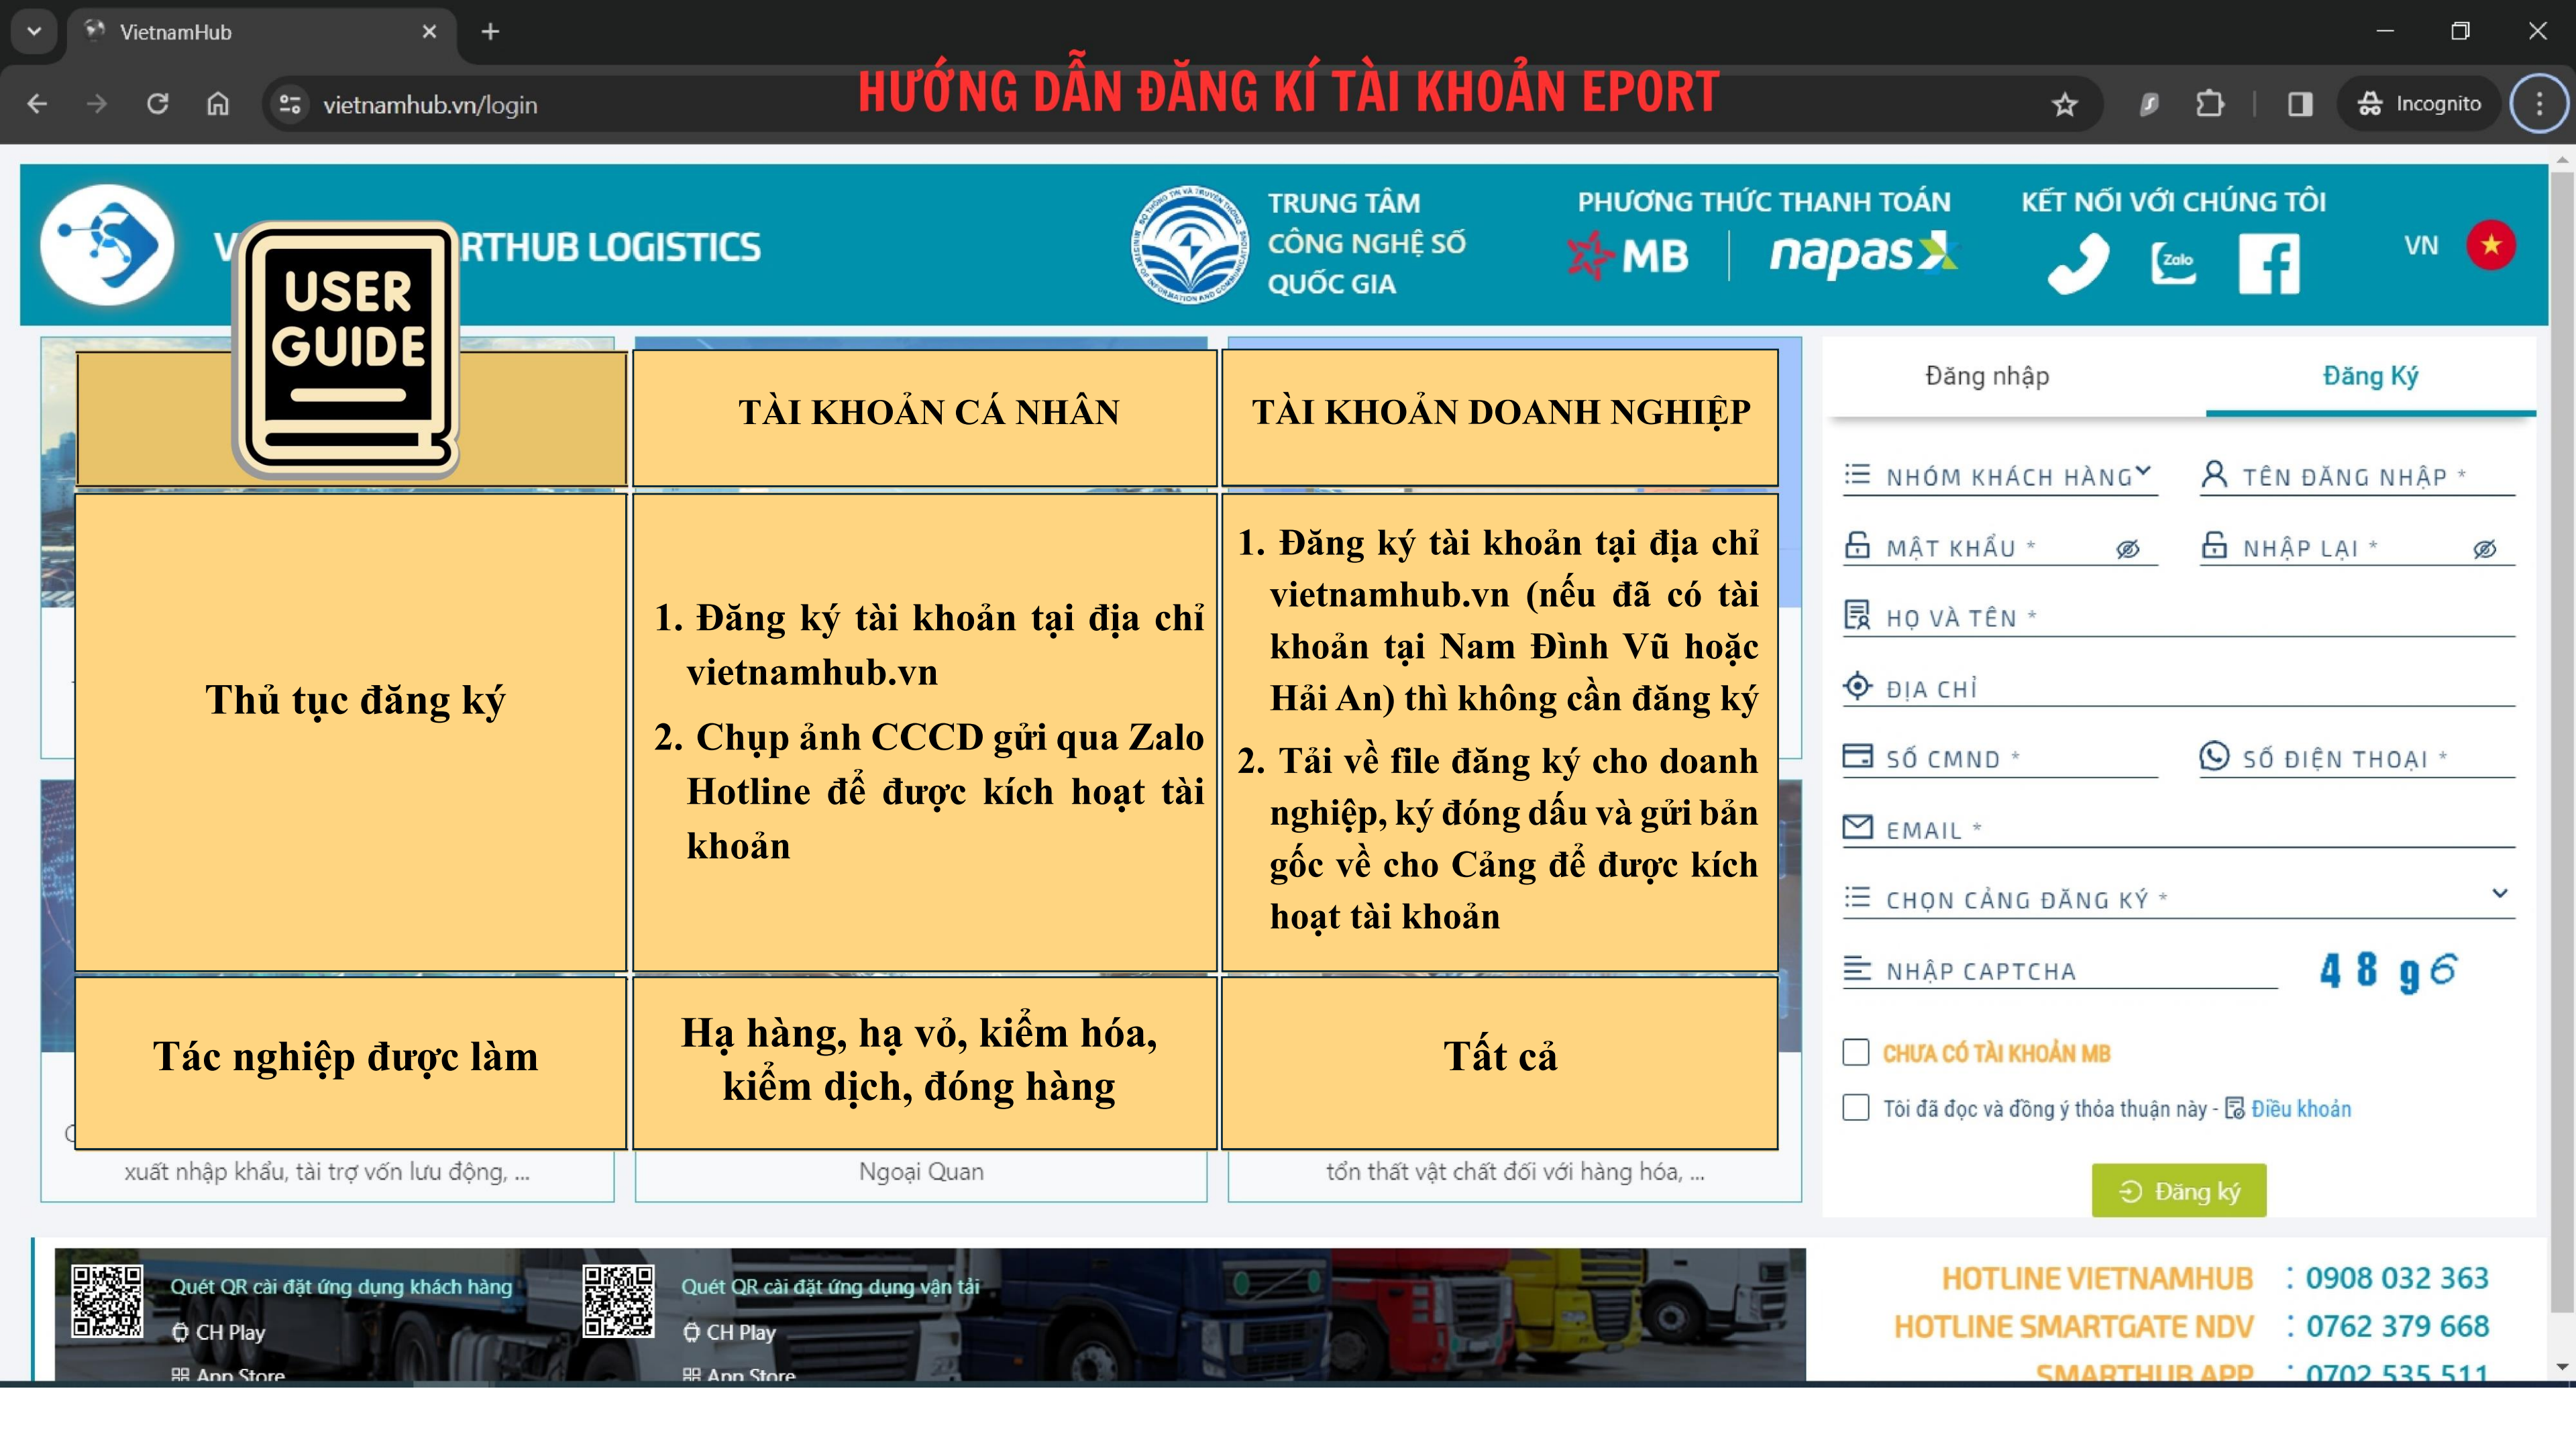 VietnamHub
vietnamhub.vn/login
Incognito
HƯỚNG DẪN ĐĂNG KÍ TÀI KHOẢN EPORT
USER
GUIDE
RTHUB LOGISTICS
TRUNG TÂM
CÔNG NGHỆ SỐ
QUỐC GIA
PHƯƠNG THỨC THANH TOÁN
MB
napas
KẾT NỐI VỚI CHÚNG TÔI
Zalo
VN
TÀI KHOẢN CÁ NHÂN
TÀI KHOẢN DOANH NGHIỆP
Thủ tục đăng ký
1. Đăng ký tài khoản tại địa chỉ
vietnamhub.vn
2. Chụp ảnh CCCD gửi qua Zalo
Hotline để được kích hoạt tài
khoản
1. Đăng ký tài khoản tại địa chỉ
vietnamhub.vn (nếu đã có tài
khoản tại Nam Đình Vũ hoặc
Hải An) thì không cần đăng ký
2. Tải về file đăng ký cho doanh
nghiệp, ký đóng dấu và gửi bản
gốc về cho Cảng để được kích
hoạt tài khoản
Tác nghiệp được làm
Hạ hàng, hạ vỏ, kiểm hóa,
kiểm dịch, đóng hàng
Tất cả
xuất nhập khẩu, tài trợ vốn lưu động, ...
Ngoại Quan
tổn thất vật chất đối với hàng hóa, ...
Đăng nhập
Đăng Ký
NHÓM KHÁCH HÀNG
TÊN ĐĂNG NHẬP *
MẬT KHẨU *
NHẬP LẠI *
HỌ VÀ TÊN *
ĐỊA CHỈ
SỐ CMND *
SỐ ĐIỆN THOẠI *
EMAIL *
CHỌN CẢNG ĐĂNG KÝ *
NHẬP CAPTCHA
48g6
CHƯA CÓ TÀI KHOẢN MB
Tôi đã đọc và đồng ý thỏa thuận này - Điều khoản
Đăng ký
Quét QR cài đặt ứng dụng khách hàng
CH Play
App Store
Quét QR cài đặt ứng dụng vận tải
CH Play
App Store
HOTLINE VIETNAMHUB : 0908 032 363
HOTLINE SMARTGATE NDV : 0762 379 668
SMARTHUB APP : 0702 535 511